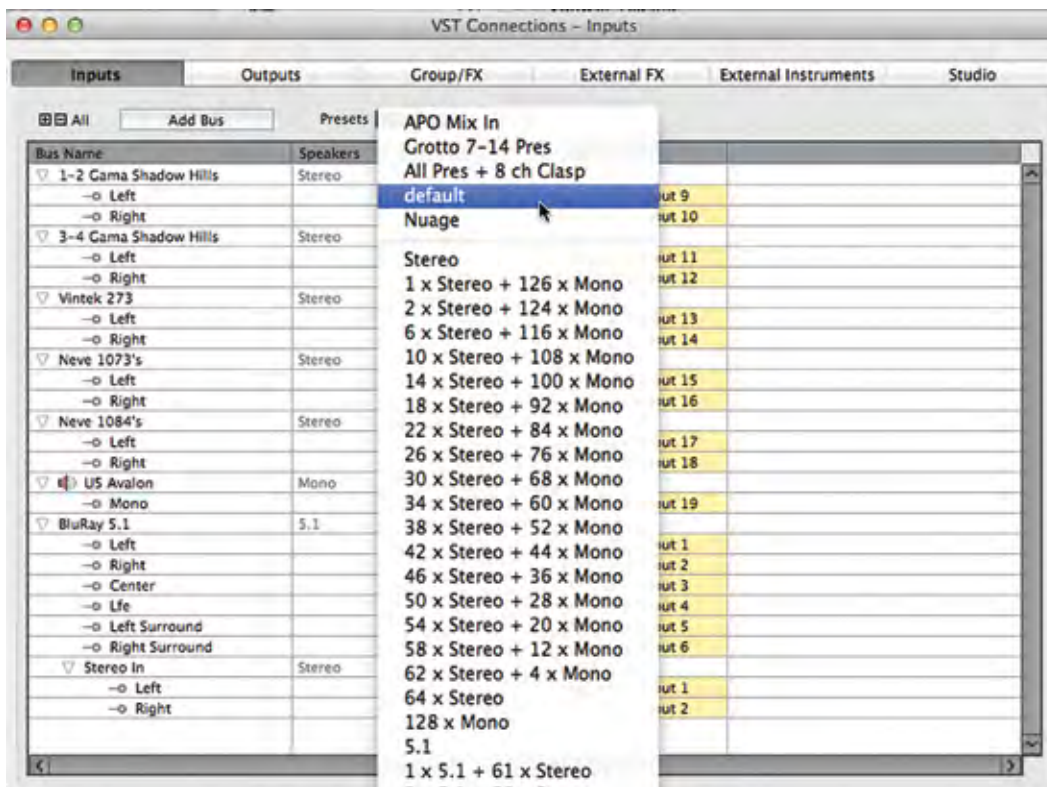 VST Connections - Inputs
Inputs Outputs Group/FX External FX External Instruments Studio
All Add Bus Presets
Bus Name Speakers
1-2 Gama Shadow Hills Stereo
Left
Right
3-4 Gama Shadow Hills Stereo
Left
Right
Vintek 273 Stereo
Left
Right
Neve 1073's Stereo
Left
Right
Neve 1084's Stereo
Left
Right
US Avalon Mono
Mono
BluRay 5.1 5.1
Left
Right
Center
Lfe
Left Surround
Right Surround
Stereo In Stereo
Left
Right
APO Mix In
Grotto 7-14 Pres
All Pres + 8 ch Clasp
default
Nuage
Stereo
1 x Stereo + 126 x Mono
2 x Stereo + 124 x Mono
6 x Stereo + 116 x Mono
10 x Stereo + 108 x Mono
14 x Stereo + 100 x Mono
18 x Stereo + 92 x Mono
22 x Stereo + 84 x Mono
26 x Stereo + 76 x Mono
30 x Stereo + 68 x Mono
34 x Stereo + 60 x Mono
38 x Stereo + 52 x Mono
42 x Stereo + 44 x Mono
46 x Stereo + 36 x Mono
50 x Stereo + 28 x Mono
54 x Stereo + 20 x Mono
58 x Stereo + 12 x Mono
62 x Stereo + 4 x Mono
64 x Stereo
128 x Mono
5.1
1 x 5.1 + 61 x Stereo
ut 9
ut 10
ut 11
ut 12
ut 13
ut 14
ut 15
ut 16
ut 17
ut 18
ut 19
ut 1
ut 2
ut 3
ut 4
ut 5
ut 6
ut 1
ut 2